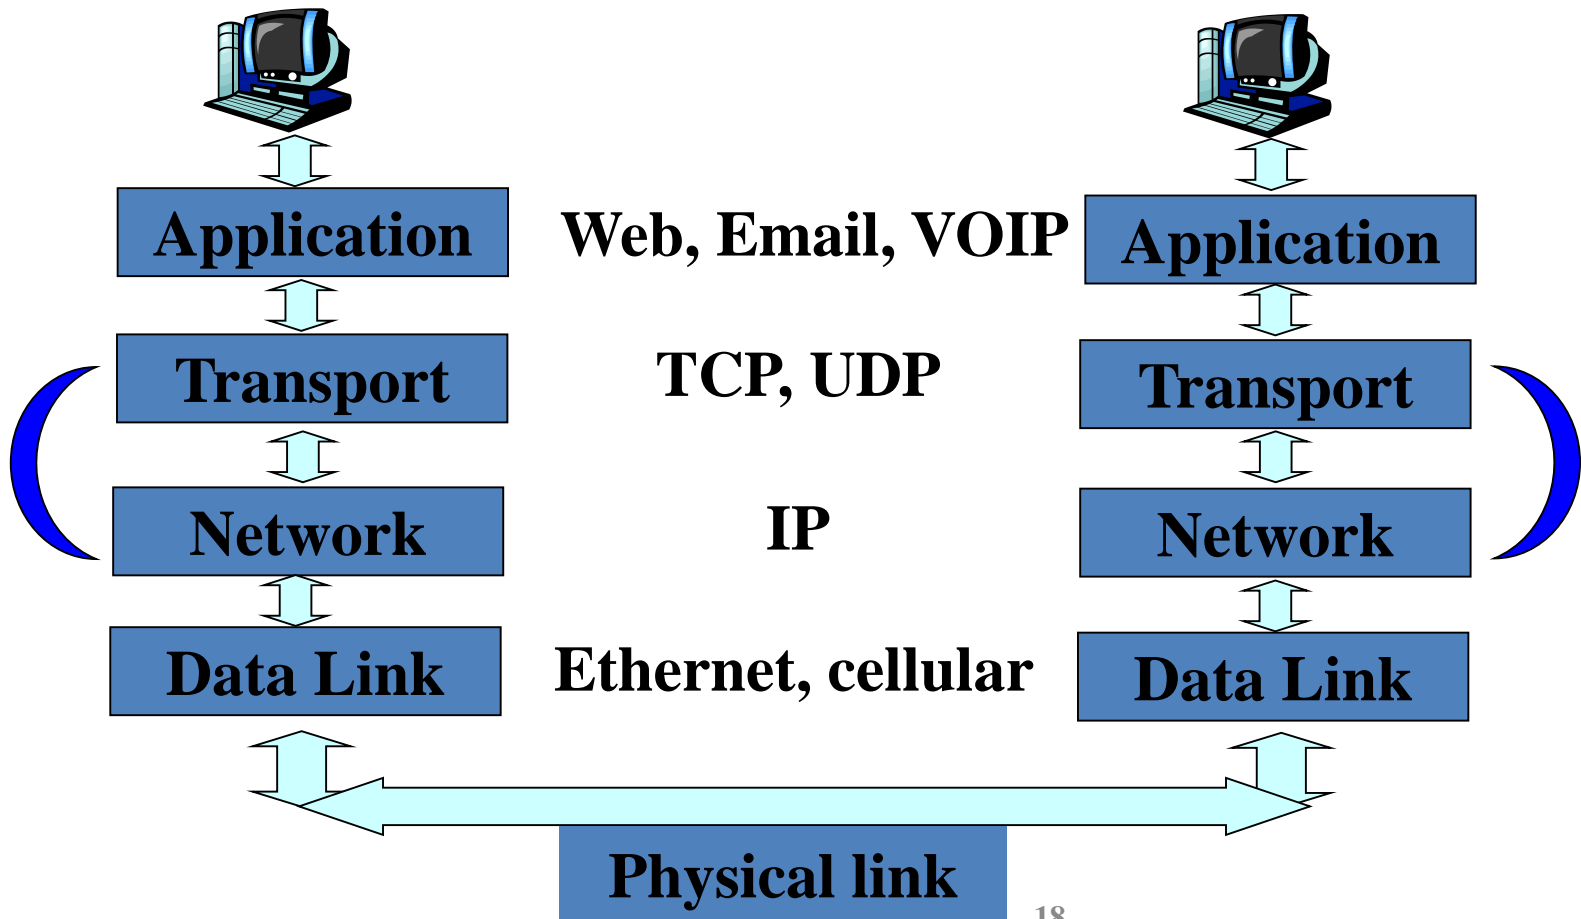 Application Web, Email, VOIP Application
Transport TCP, UDP Transport
Network IP Network
Data Link Ethernet, cellular Data Link
Physical link
18